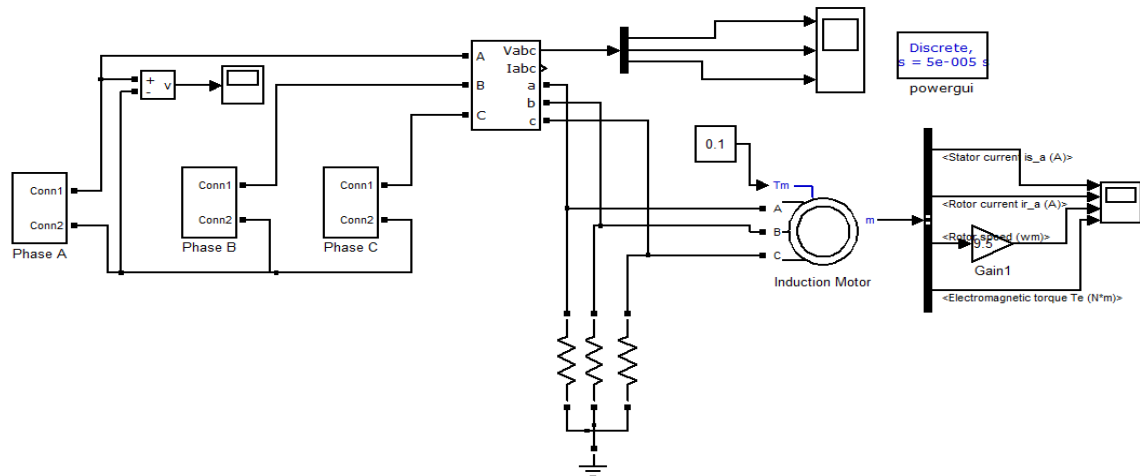 Vabc
Iabc
A
a
B
b
C
c
+
-
v
Discrete,
s = 5e-005 s
powergui
0.1
Conn1
Conn2
Phase A
Conn1
Conn2
Phase B
Conn1
Conn2
Phase C
Tm
A
B
C
m
Induction Motor
<Stator current is_a (A)>
<Rotor current ir_a (A)>
<Rotor speed (wm)>
9.5
Gain1
<Electromagnetic torque Te (N*m)>